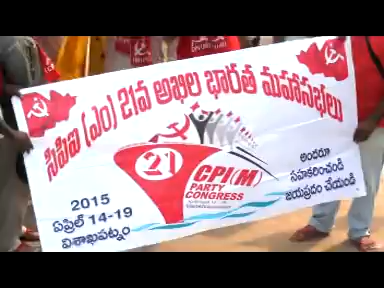 సిపిఐ (ఎం) 21వ అఖిల భారత మహాసభలు
21
CPI(M)
PARTY
CONGRESS
2015
ఏప్రిల్ 14-19
విశాఖపట్నం
అందరూ
సహకరించండి
జయప్రదం చేయండి